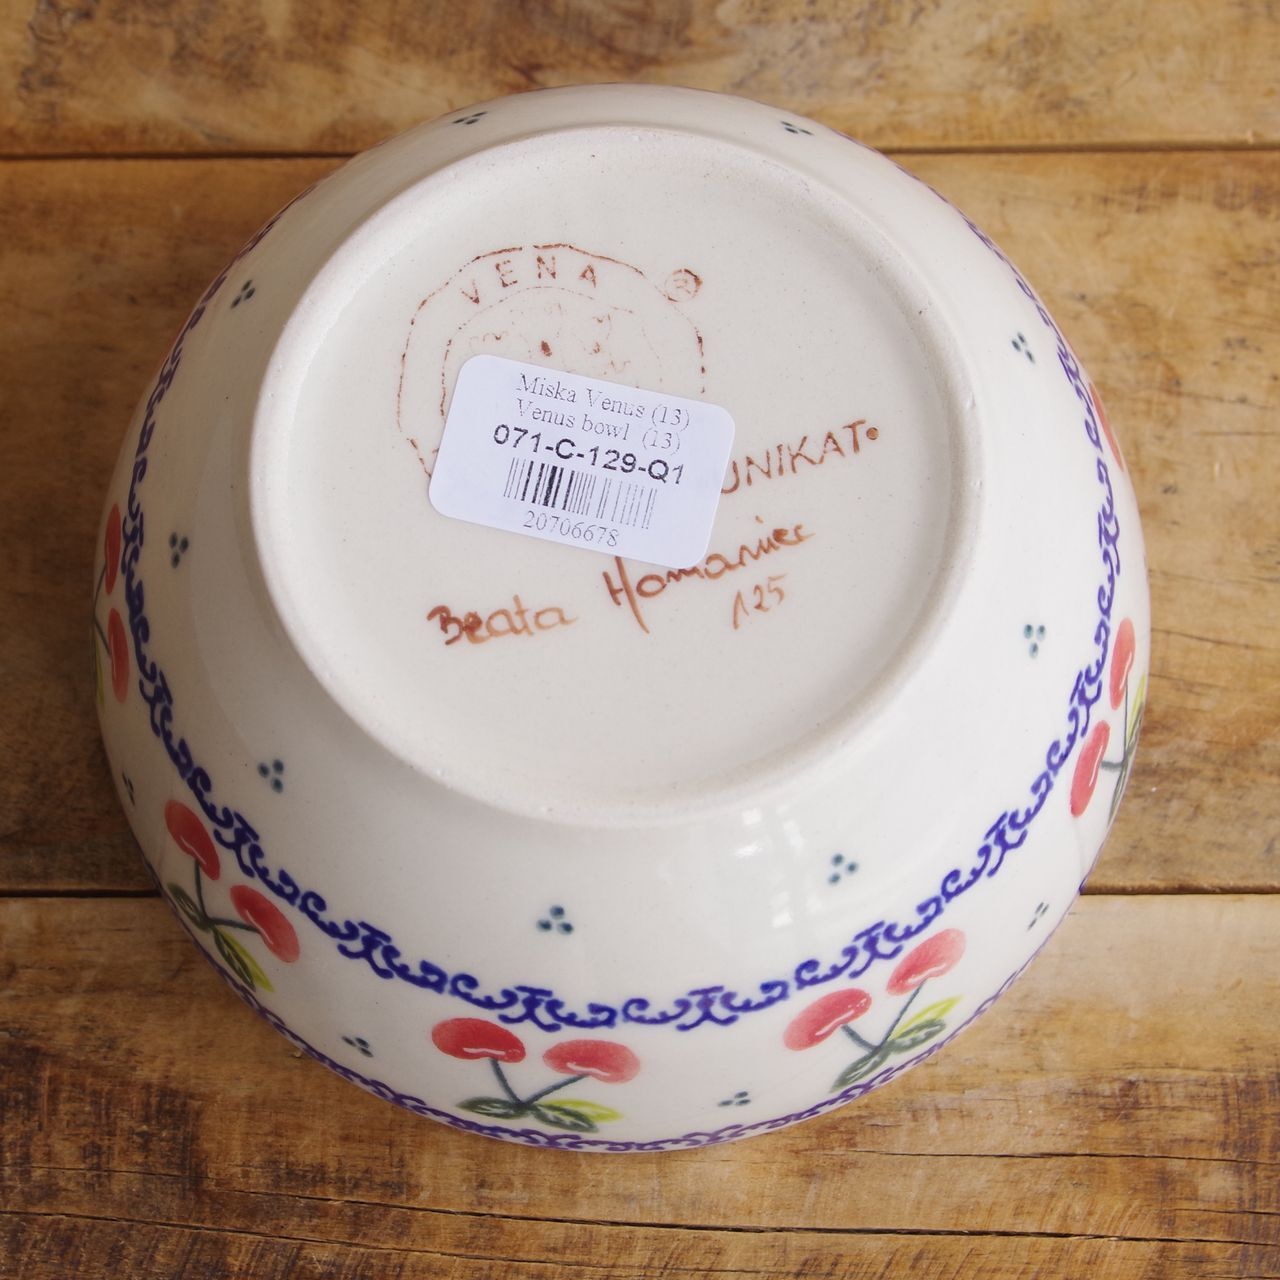 VENA ®
Miska Venus (13)
Venus bowl (13)
071-C-129-Q1
20706678
UNIKAT
Beata Homaniec
125